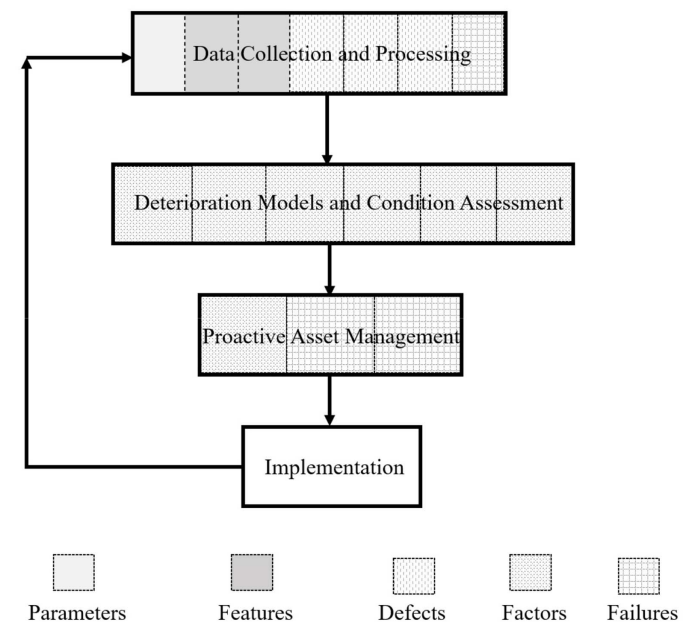 Data Collection and Processing
Deterioration Models and Condition Assessment
Proactive Asset Management
Implementation
Parameters
Features
Defects
Factors
Failures